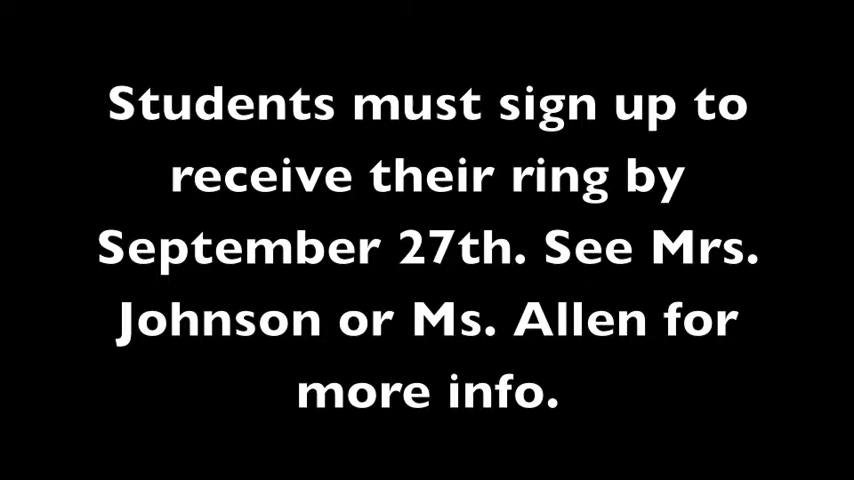 Students must sign up to
receive their ring by
September 27th. See Mrs.
Johnson or Ms. Allen for
more info.